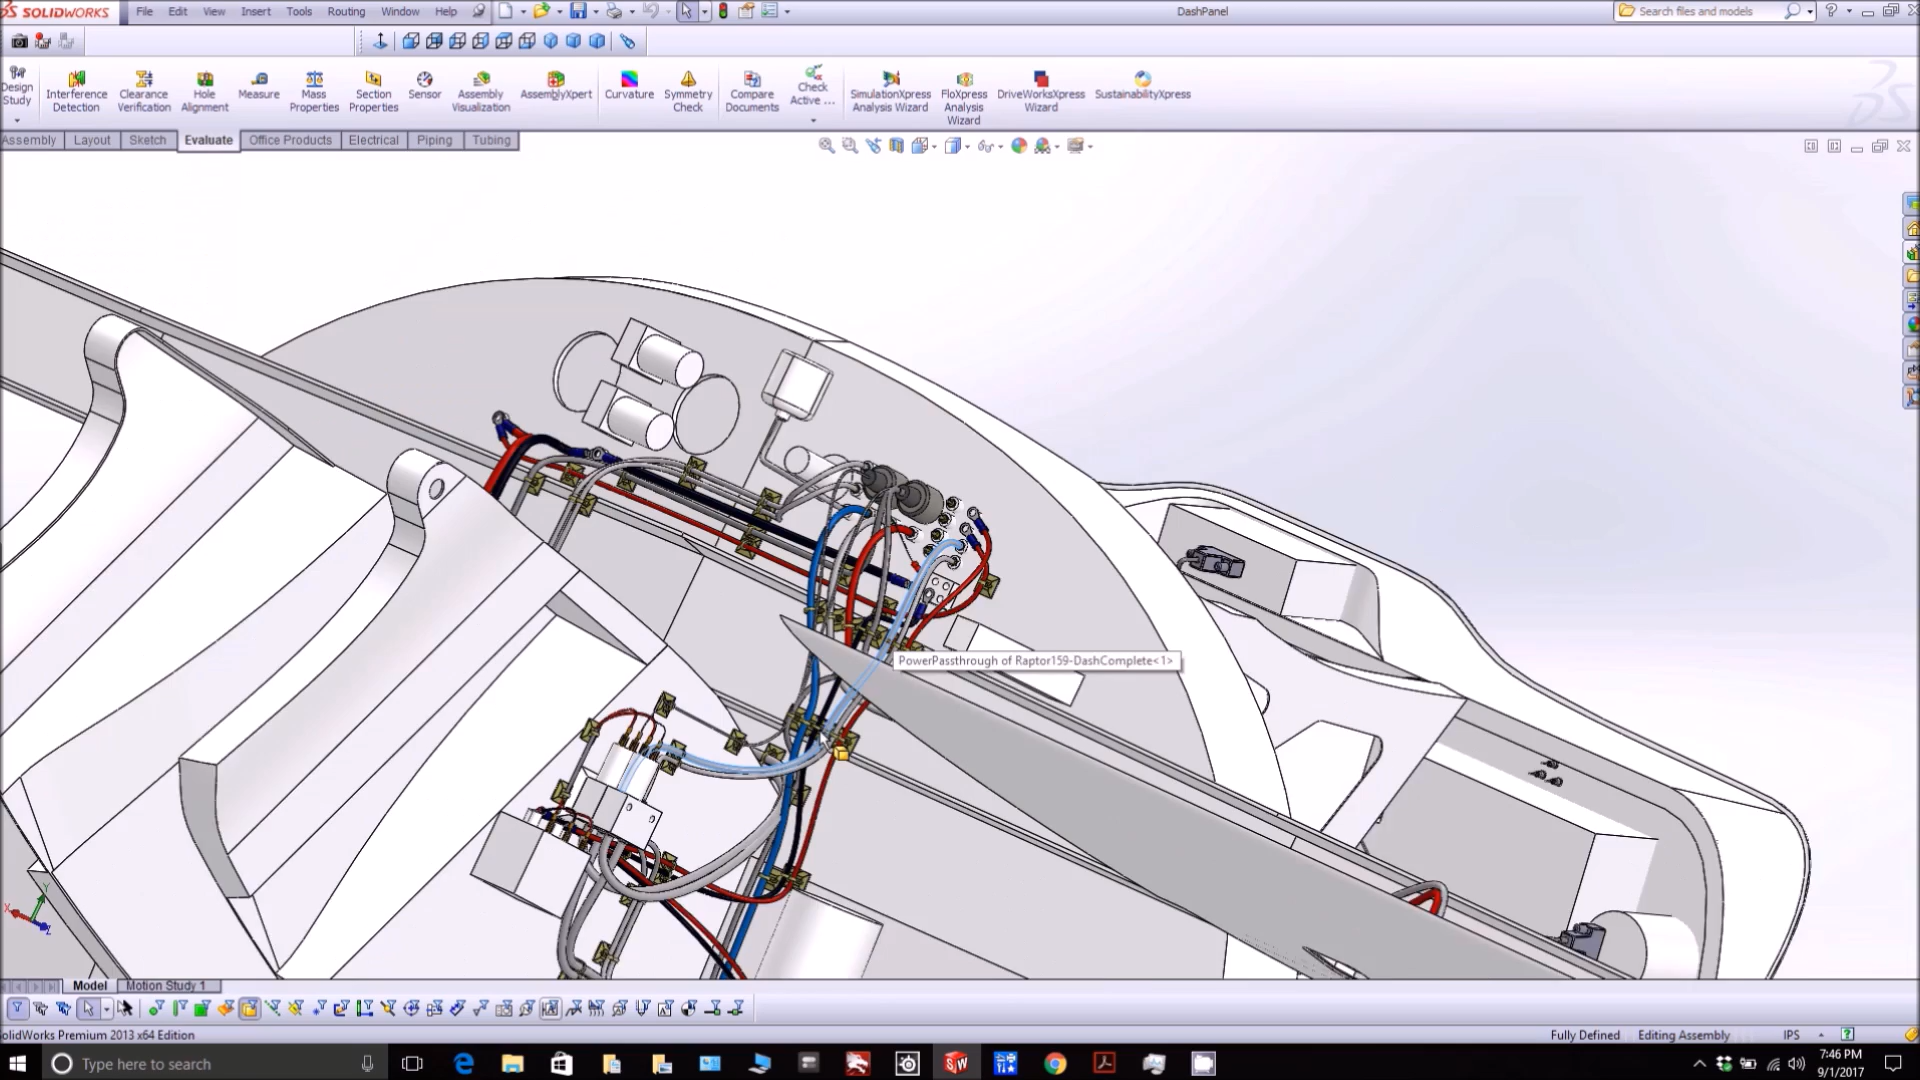 SOLIDWORKS File Edit View Insert Tools Routing Window Help DashPanel Search files and models
Design Study
Interference Detection
Clearance Verification
Hole Alignment
Measure
Mass Properties
Section Properties
Sensor
Assembly Visualization
AssemblyXpert
Curvature
Symmetry Check
Compare Documents
Check Active ...
SimulationXpress Analysis Wizard
FloXpress Analysis Wizard
DriveWorksXpress Wizard
SustainabilityXpress
Assembly Layout Sketch Evaluate Office Products Electrical Piping Tubing
PowerPassthrough of Raptor159-DashComplete<1>
X Y Z
Model Motion Study 1
olidWorks Premium 2013 x64 Edition Fully Defined Editing Assembly IPS
Type here to search 7:46 PM
9/1/2017